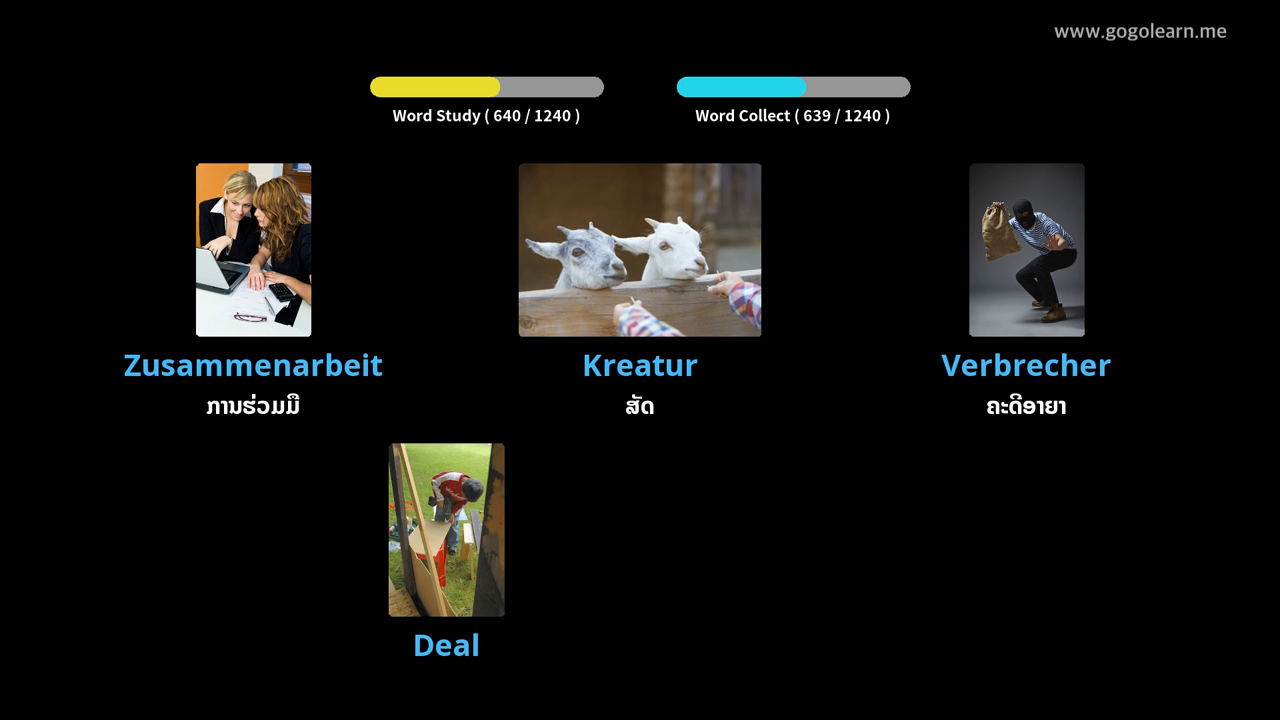 www.gogolearn.me
Word Study ( 640 / 1240 )
Word Collect ( 639 / 1240 )
Zusammenarbeit
Kreatur
Verbrecher
ການຮ່ວມມື
ສັດ
ຄະດີອາຍາ
Deal